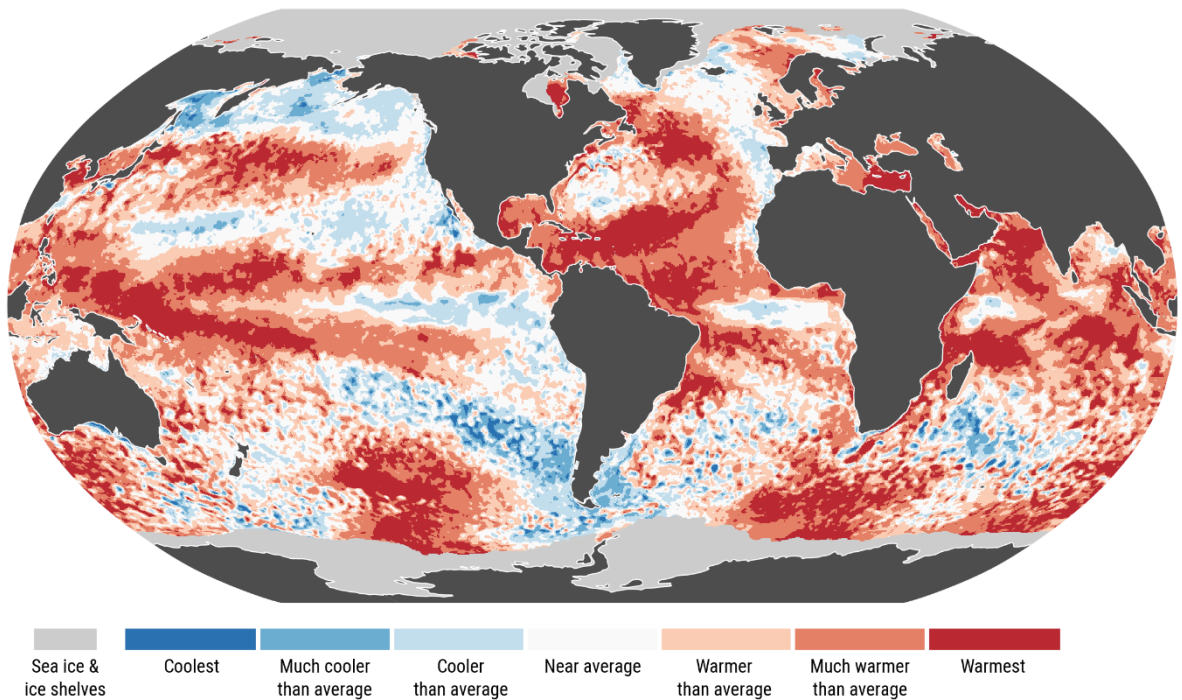 Sea ice &
ice shelves
Coolest
Much cooler
than average
Cooler
than average
Near average
Warmer
than average
Much warmer
than average
Warmest